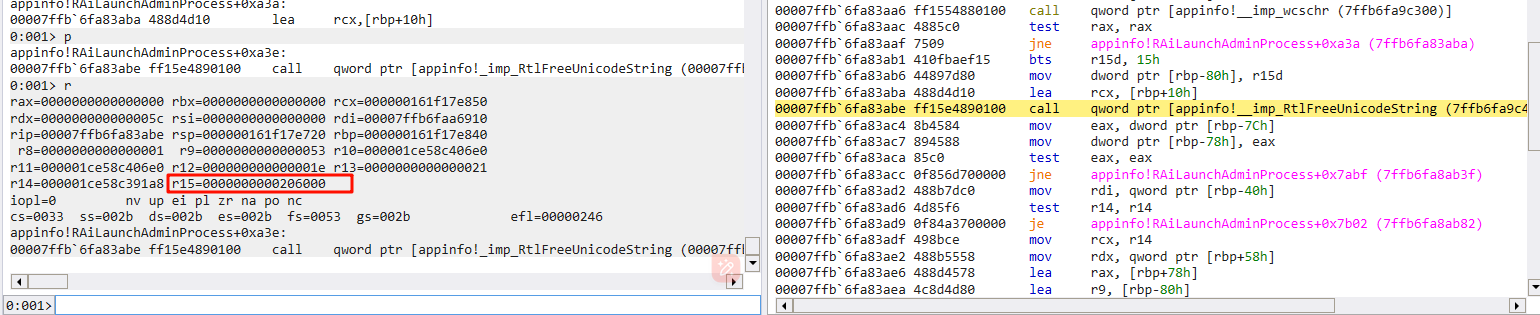 appinfo!RAiLaunchAdminProcess+0xa3a:
00007ffb`6fa83aba 488d4d10        lea     rcx,[rbp+10h]
0:001> p
appinfo!RAiLaunchAdminProcess+0xa3e:
00007ffb`6fa83abe ff15e4890100    call    qword ptr [appinfo!_imp_RtlFreeUnicodeString (00007ffb
0:001> r
rax=0000000000000000 rbx=0000000000000000 rcx=000000161f17e850
rdx=000000000000005c rsi=0000000000000000 rdi=00007ffb6faa6910
rip=00007ffb6fa83abe rsp=000000161f17e720 rbp=000000161f17e840
r8=0000000000000001  r9=0000000000000053 r10=000001ce58c406e0
r11=000001ce58c406e0 r12=000000000000001e r13=0000000000000021
r14=000001ce58c391a8 r15=0000000000206000
iopl=0         nv up ei pl zr na po nc
cs=0033  ss=002b  ds=002b  es=002b  fs=0053  gs=002b             efl=00000246
appinfo!RAiLaunchAdminProcess+0xa3e:
00007ffb`6fa83abe ff15e4890100    call    qword ptr [appinfo!_imp_RtlFreeUnicodeString (00007ffb
0:001>
00007ffb`6fa83aa6 ff1554880100    call    qword ptr [appinfo!__imp_wcschr (7ffb6fa9c300)]
00007ffb`6fa83aac 4885c0          test    rax, rax
00007ffb`6fa83aaf 7509            jne     appinfo!RAiLaunchAdminProcess+0xa3a (7ffb6fa83aba)
00007ffb`6fa83ab1 410fbaef15      bts     r15d, 15h
00007ffb`6fa83ab6 44897d80        mov     dword ptr [rbp-80h], r15d
00007ffb`6fa83aba 488d4d10        lea     rcx, [rbp+10h]
00007ffb`6fa83abe ff15e4890100    call    qword ptr [appinfo!__imp_RtlFreeUnicodeString (7ffb6fa9c4
00007ffb`6fa83ac4 8b4584          mov     eax, dword ptr [rbp-7Ch]
00007ffb`6fa83ac7 894588          mov     dword ptr [rbp-78h], eax
00007ffb`6fa83aca 85c0            test    eax, eax
00007ffb`6fa83acc 0f856d700000    jne     appinfo!RAiLaunchAdminProcess+0x7abf (7ffb6fa8ab3f)
00007ffb`6fa83ad2 488b7dc0        mov     rdi, qword ptr [rbp-40h]
00007ffb`6fa83ad6 4d85f6          test    r14, r14
00007ffb`6fa83ad9 0f84a3700000    je      appinfo!RAiLaunchAdminProcess+0x7b02 (7ffb6fa8ab82)
00007ffb`6fa83adf 498bce          mov     rcx, r14
00007ffb`6fa83ae2 488b5558        mov     rdx, qword ptr [rbp+58h]
00007ffb`6fa83ae6 488d4578        lea     rax, [rbp+78h]
00007ffb`6fa83aea 4c8d4d80        lea     r9, [rbp-80h]